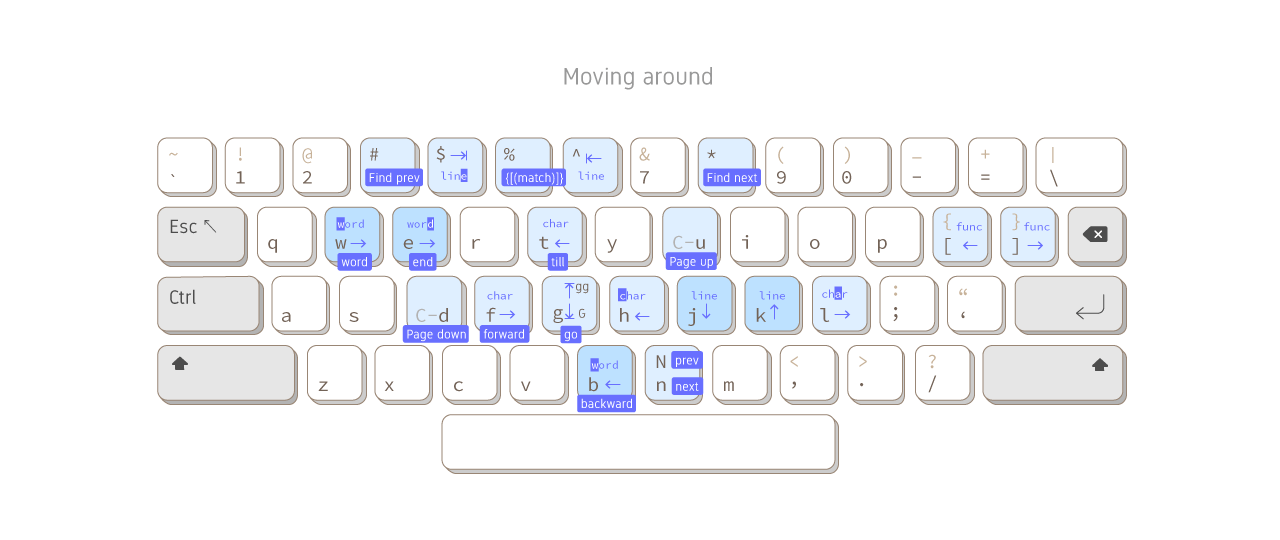 Moving around
~ ! @ # $ % ^ & * ( ) _ + |
line line
` 1 2 Find prev {[(match)]} 7 Find next 9 0 - = \
Esc word word char { func } func
q w e r t y C-u i o p [ ]
word end till Page up
Ctrl char gg char line line char : “
a s C-d f g G h j k l ; ‘
Page down forward go
word N prev < > ?
z x c v b n next m , . /
backward